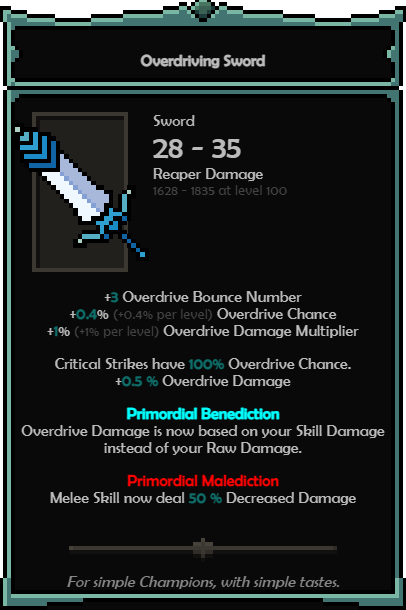 Overdriving Sword
Sword
28 - 35
Reaper Damage
1628 - 1835 at level 100
+3 Overdrive Bounce Number
+0.4% (+0.4% per level) Overdrive Chance
+1% (+1% per level) Overdrive Damage Multiplier
Critical Strikes have 100% Overdrive Chance.
+0.5 % Overdrive Damage
Primordial Benediction
Overdrive Damage is now based on your Skill Damage
instead of your Raw Damage.
Primordial Malediction
Melee Skill now deal 50 % Decreased Damage
For simple Champions, with simple tastes.